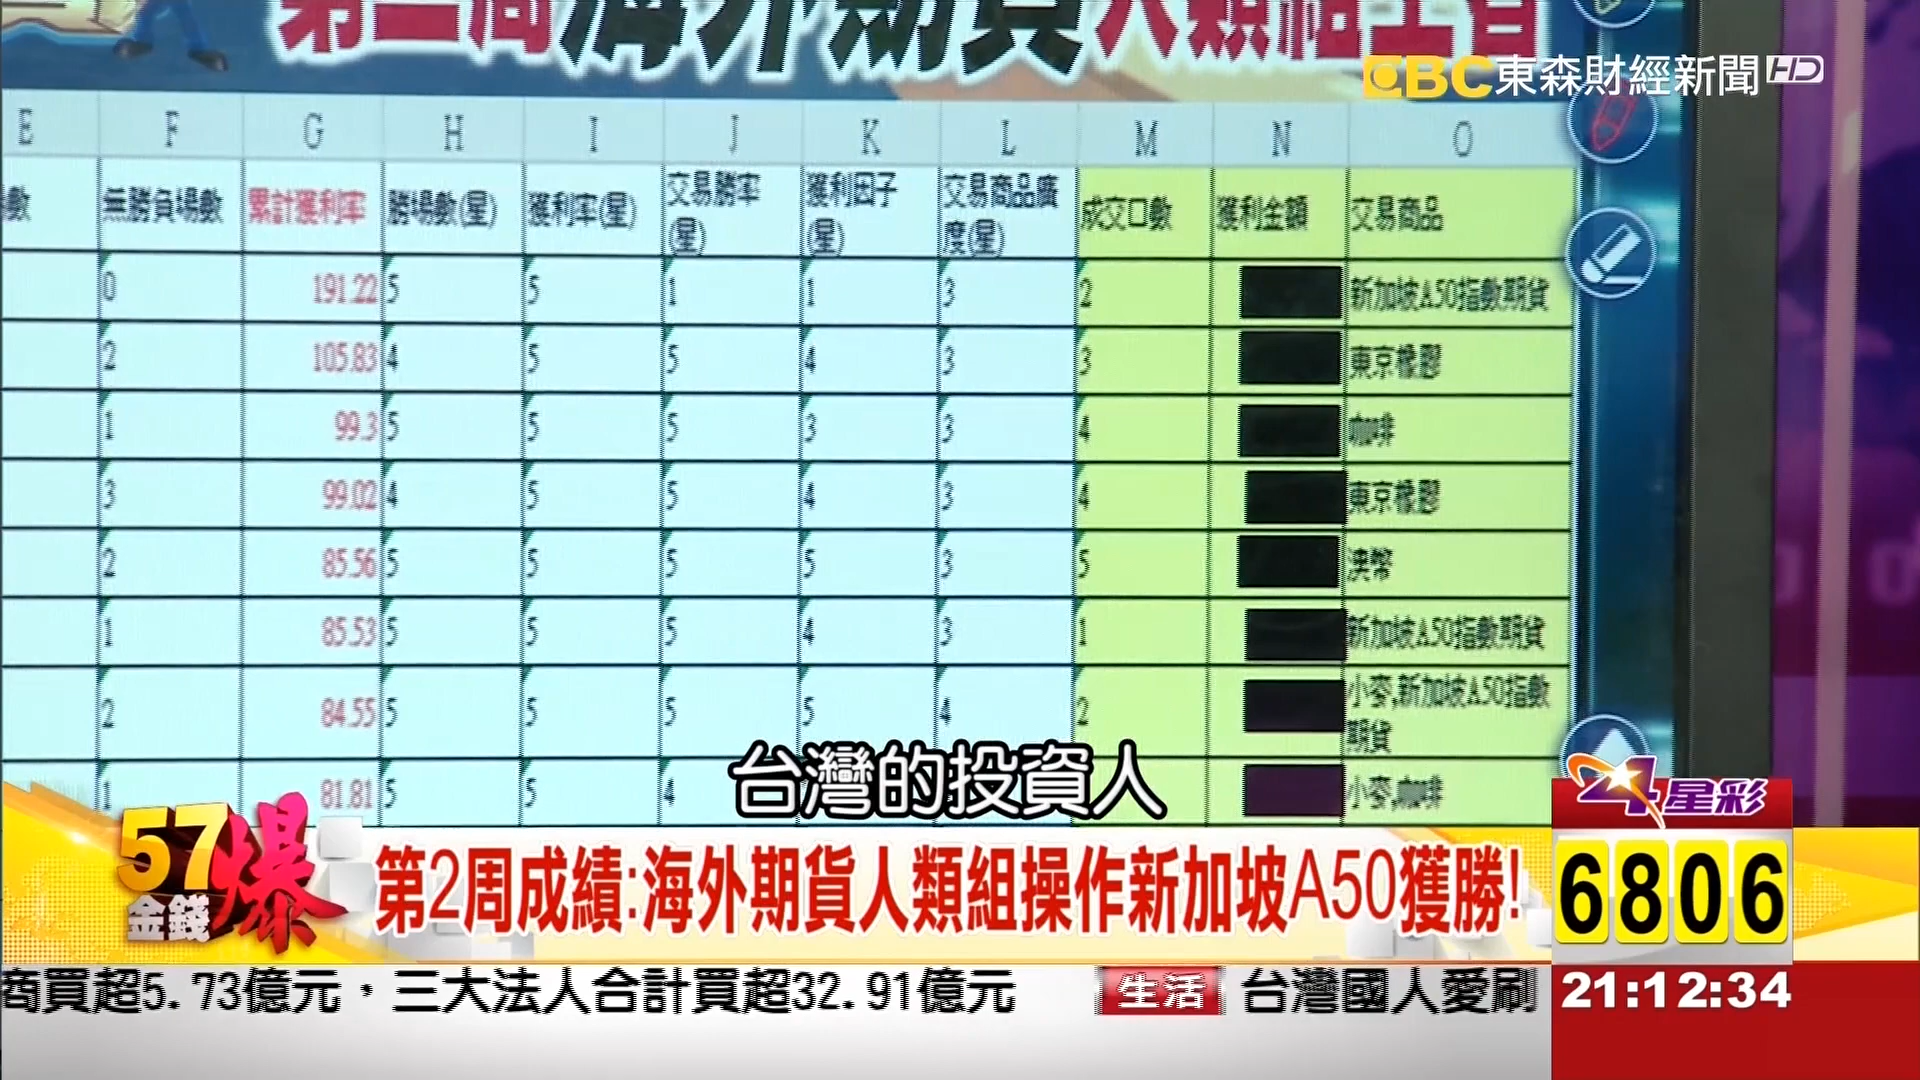 第二周海外期貨人類組王者
EBC東森財經新聞HD
E F G H I J K L M N O
數 無勝負場數 累計獲利率 勝場數(星) 獲利率(星) 交易勝率(星) 獲利因子(星) 交易商品廣度(星) 成交口數 獲利金額 交易商品
0 191.22 5 5 1 1 3 2 新加坡A50指數期貨
2 105.83 4 5 5 4 3 3 東京橡膠
1 99.3 5 5 5 3 3 4 咖啡
3 99.02 4 5 5 4 3 4 東京橡膠
2 85.56 5 5 5 5 3 5 澳幣
1 85.53 5 5 5 4 3 1 新加坡A50指數期貨
2 84.55 5 5 5 5 4 2 小麥,新加坡A50指數期貨
1 81.81 5 5 4 小麥,咖啡
台灣的投資人
57金錢爆
第2周成績:海外期貨人類組操作新加坡A50獲勝!
4星彩
6806
商買超5.73億元，三大法人合計買超32.91億元 生活 台灣國人愛刷
21:12:34